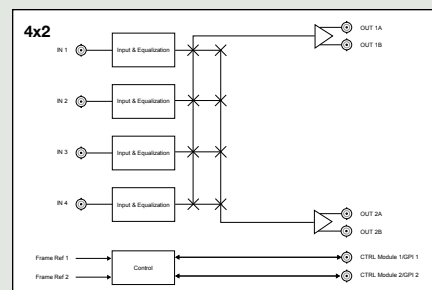 4x2
OUT 1A
IN 1
Input & Equalization
OUT 1B
IN 2
Input & Equalization
IN 3
Input & Equalization
IN 4
Input & Equalization
OUT 2A
OUT 2B
Frame Ref 1
Control
CTRL Module 1/GPI 1
Frame Ref 2
CTRL Module 2/GPI 2